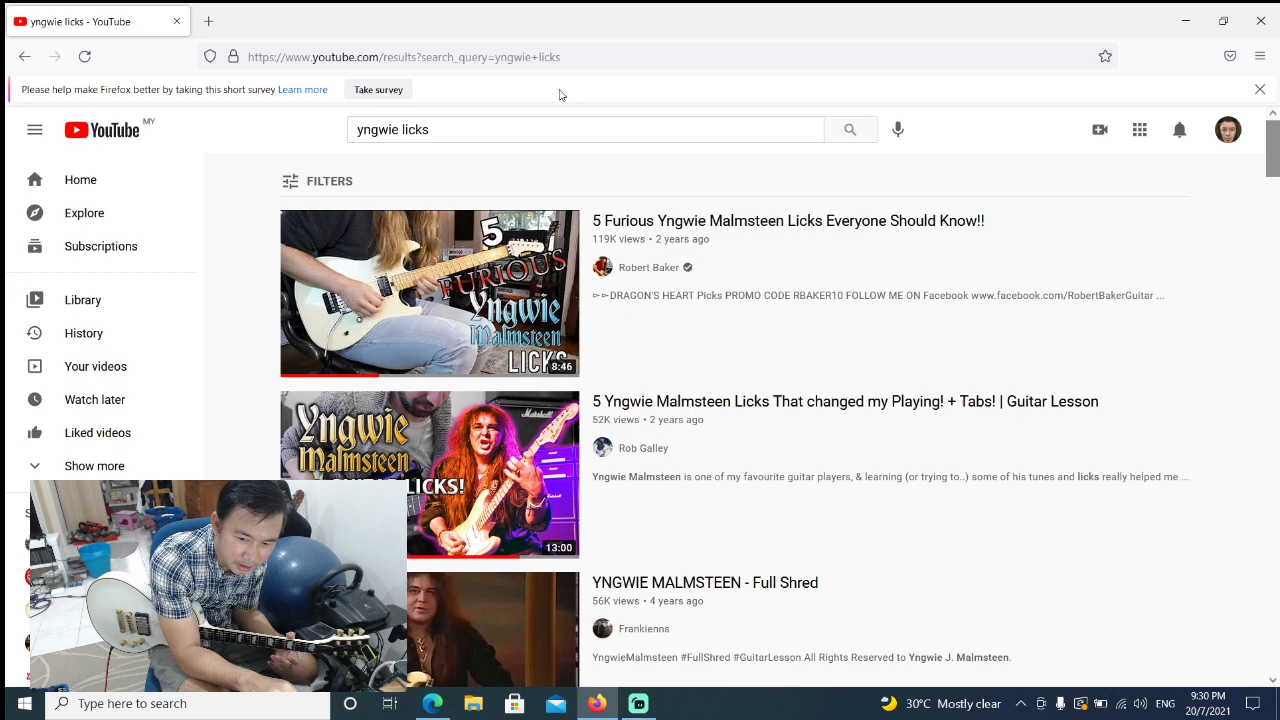 yngwie licks - YouTube
https://www.youtube.com/results?search_query=yngwie+licks
Please help make Firefox better by taking this short survey Learn more Take survey
YouTube MY
yngwie licks
Home
Explore
Subscriptions
Library
History
Your videos
Watch later
Liked videos
Show more
FILTERS
5
FURIOUS
Yngwie
Malmsteen
LICKS
8:46
5 Furious Yngwie Malmsteen Licks Everyone Should Know!!
119K views • 2 years ago
Robert Baker
►►DRAGON'S HEART Picks PROMO CODE RBAKER10 FOLLOW ME ON Facebook www.facebook.com/RobertBakerGuitar ...
Yngwie
Malmsteen
LICKS!
Marshall
13:00
5 Yngwie Malmsteen Licks That changed my Playing! + Tabs! | Guitar Lesson
52K views • 2 years ago
Rob Galley
Yngwie Malmsteen is one of my favourite guitar players, & learning (or trying to..) some of his tunes and licks really helped me ...
YNGWIE MALMSTEEN - Full Shred
56K views • 4 years ago
Frankienns
YngwieMalmsteen #FullShred #GuitarLesson All Rights Reserved to Yngwie J. Malmsteen.
Type here to search
30°C Mostly clear
ENG
9:30 PM
20/7/2021